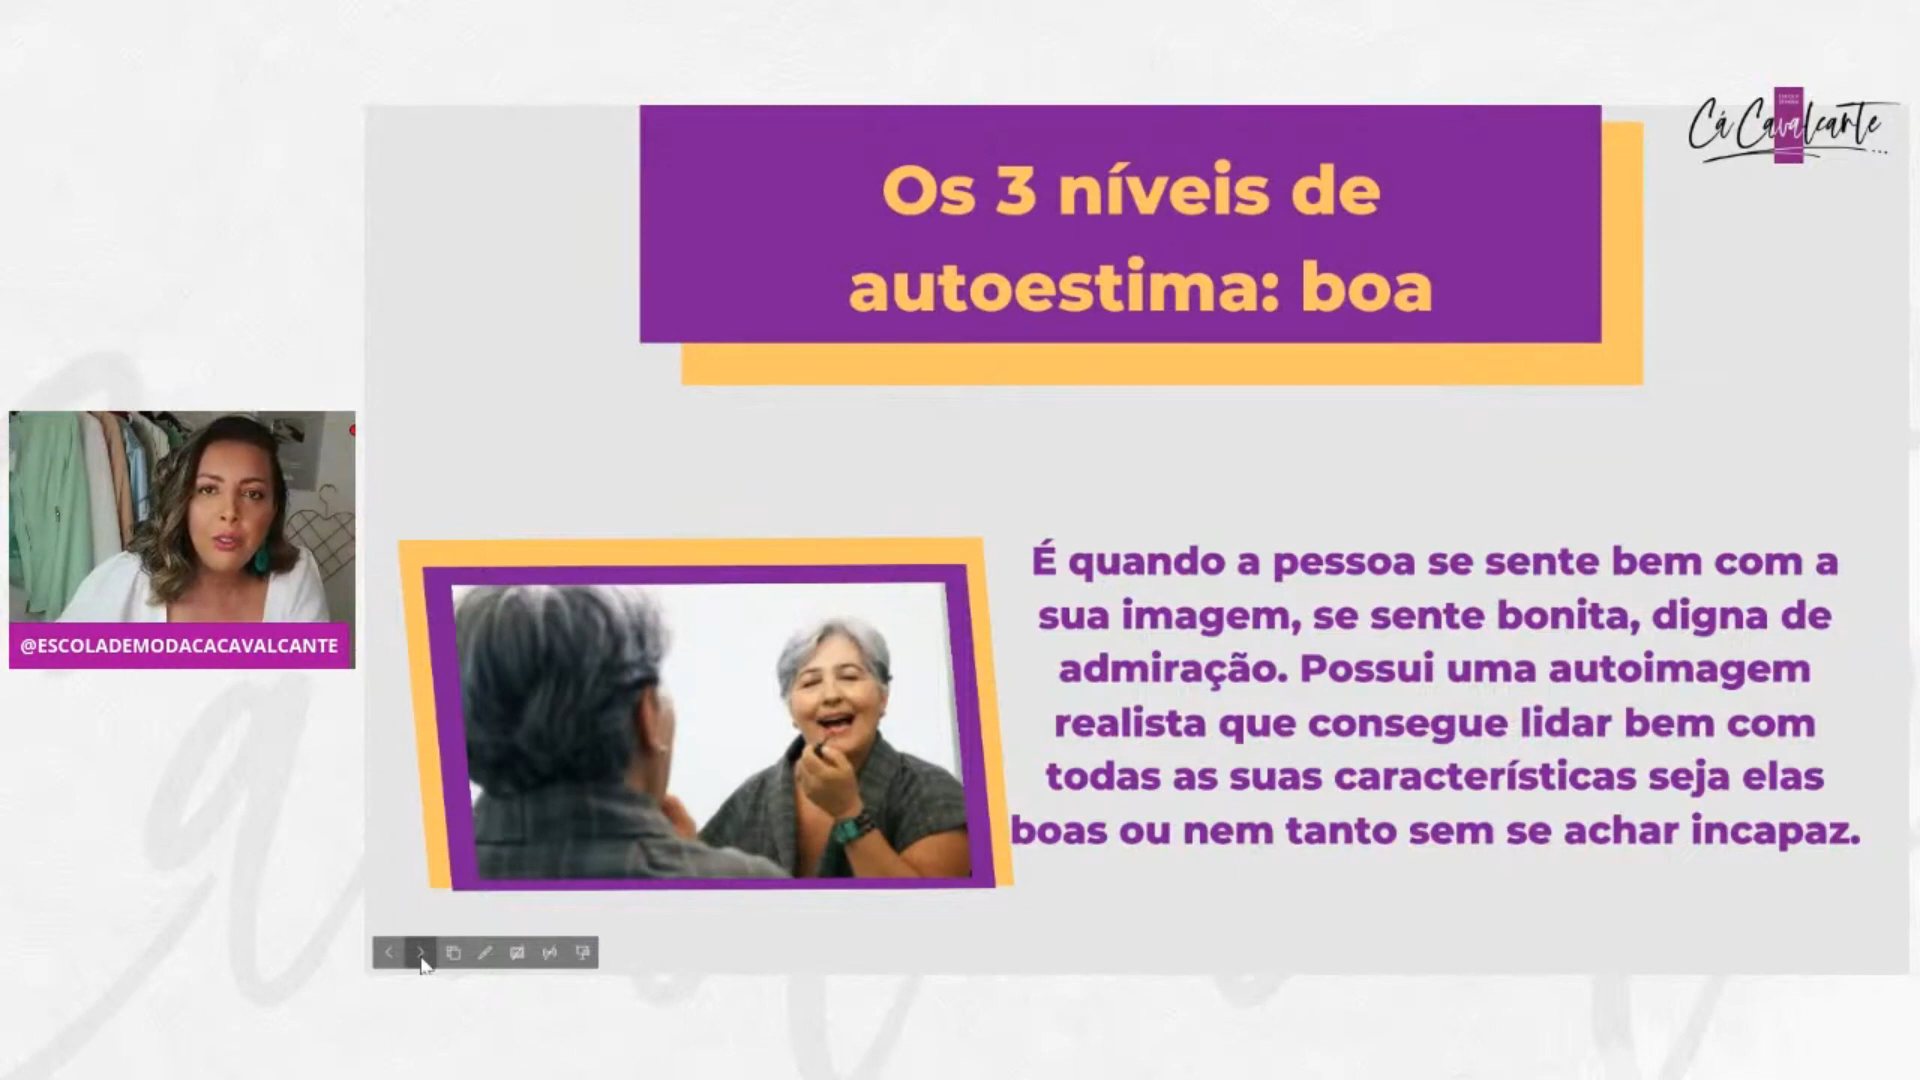 Cá Cavalcante
Os 3 níveis de
autoestima: boa
@ESCOLADEMODACACAVALCANTE
É quando a pessoa se sente bem com a
sua imagem, se sente bonita, digna de
admiração. Possui uma autoimagem
realista que consegue lidar bem com
todas as suas características seja elas
boas ou nem tanto sem se achar incapaz.